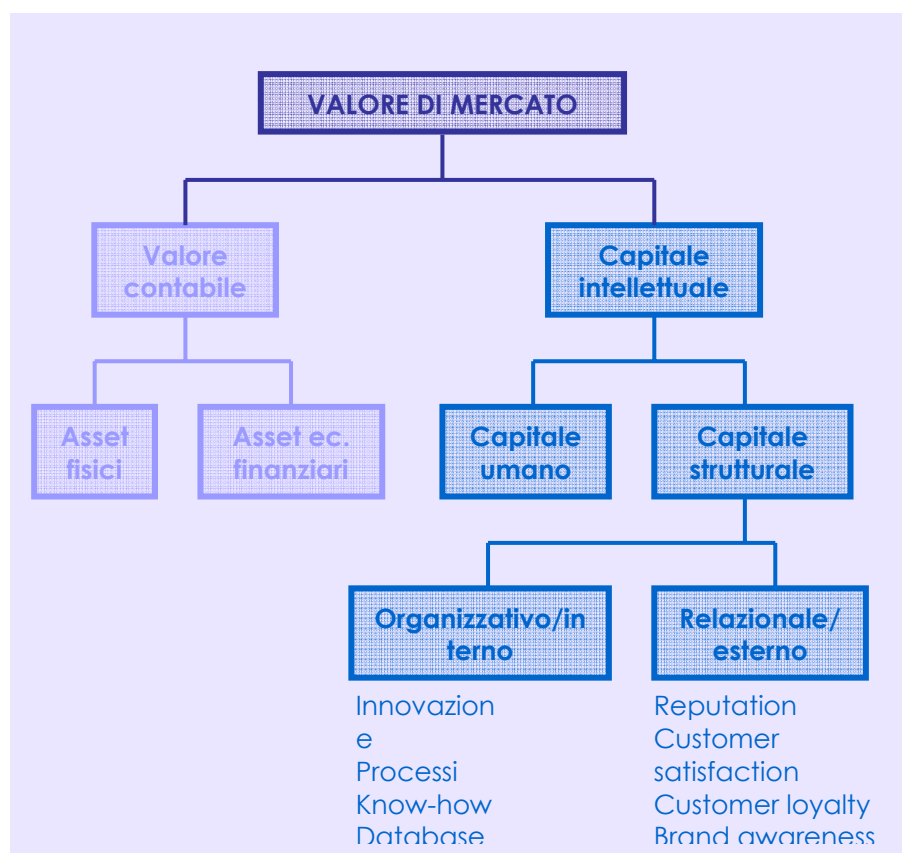 VALORE DI MERCATO
Valore
contabile
Capitale
intellettuale
Asset
fisici
Asset ec.
finanziari
Capitale
umano
Capitale
strutturale
Organizzativo/in
terno
Relazionale/
esterno
Innovazion
e
Processi
Know-how
Database
Reputation
Customer
satisfaction
Customer loyalty
Brand awareness